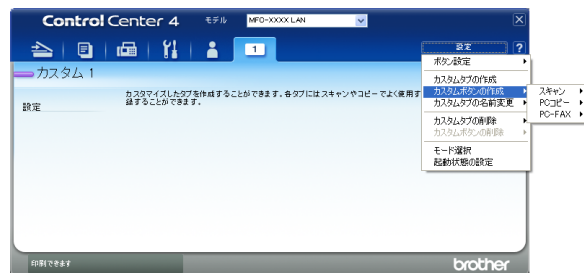 Control Center 4 モデル MFC-XXXX LAN
1 設定 ?
カスタム 1
設定
カスタマイズしたタブを作成することができます。各タブにはスキャンやコピーでよく使用す
録することができます。
ボタン設定
カスタムタブの作成
カスタムボタンの作成
カスタムタブの名前変更
カスタムタブの削除
カスタムボタンの削除
モード選択
起動状態の設定
スキャン
PCコピー
PC-FAX
印刷できます
brother